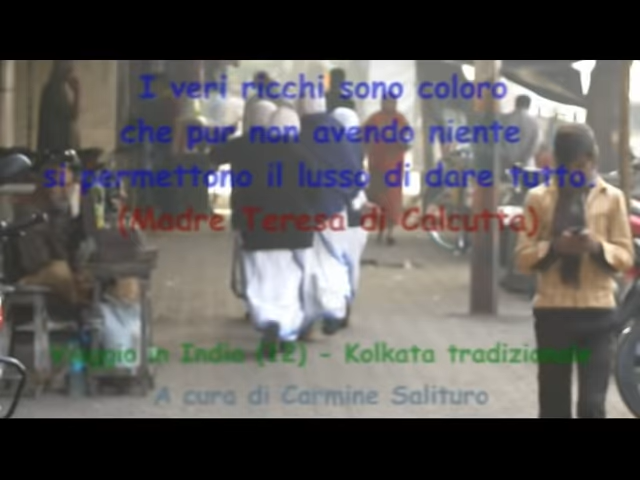 I veri ricchi sono coloro
che pur non avendo niente
si permettono il lusso di dare tutto.
(Madre Teresa di Calcutta)
Viaggio in India (12) - Kolkata tradizionale
A cura di Carmine Salituro